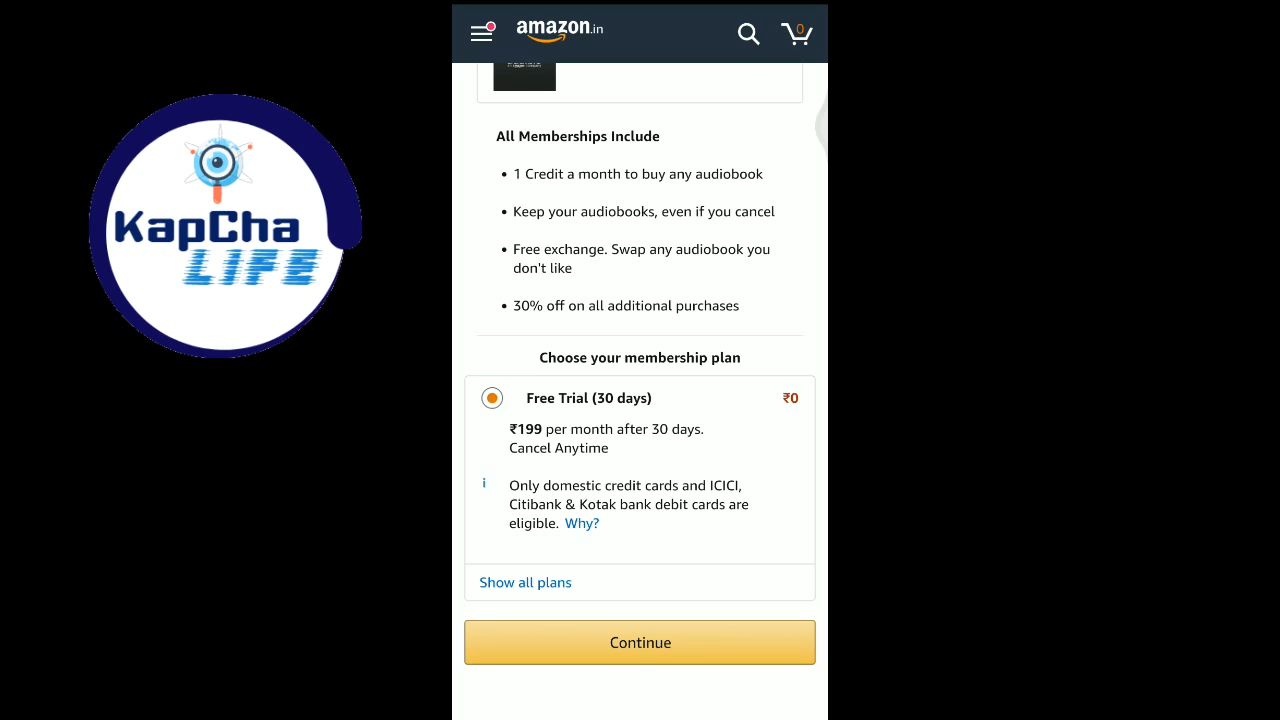 amazon.in
0
KapCha
LIFE
All Memberships Include
• 1 Credit a month to buy any audiobook
• Keep your audiobooks, even if you cancel
• Free exchange. Swap any audiobook you
don't like
• 30% off on all additional purchases
Choose your membership plan
Free Trial (30 days) ₹0
₹199 per month after 30 days.
Cancel Anytime
i Only domestic credit cards and ICICI,
Citibank & Kotak bank debit cards are
eligible. Why?
Show all plans
Continue